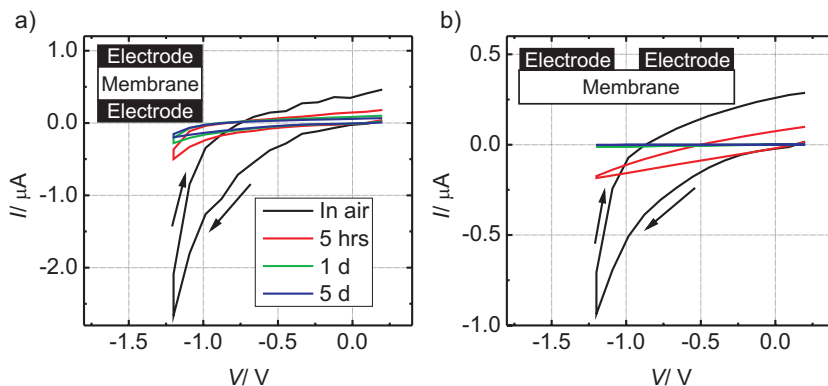 a)
Electrode
Membrane
Electrode
1.0
0.0
-1.0
-2.0
I/ μA
In air
5 hrs
1 d
5 d
-1.5
-1.0
-0.5
0.0
V/ V
b)
Electrode
Electrode
Membrane
0.5
0.0
-0.5
-1.0
I/ μA
-1.5
-1.0
-0.5
0.0
V/ V